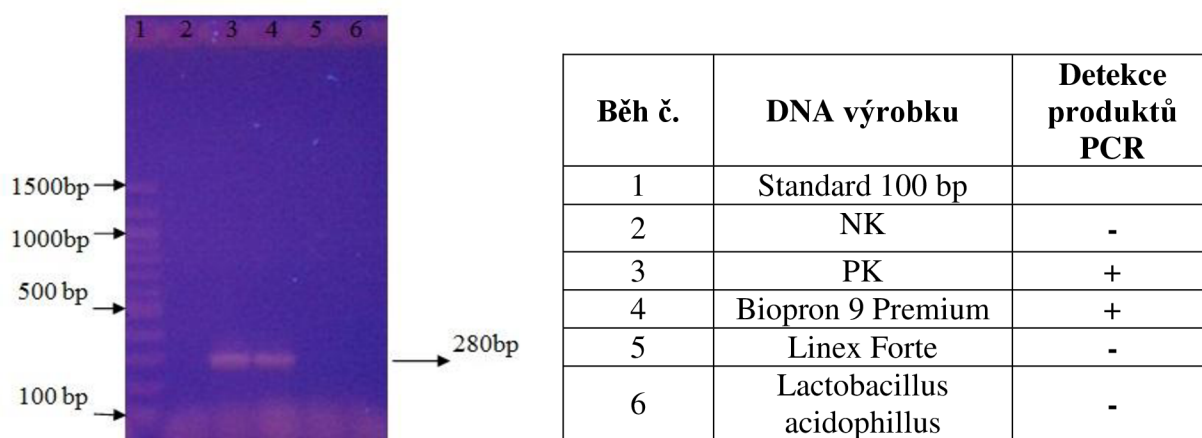 1 2 3 4 5 6
1500bp
1000bp
500 bp
280bp
100 bp
Běh č. DNA výrobku Detekce
produktů
PCR
1 Standard 100 bp
2 NK -
3 PK +
4 Biopron 9 Premium +
5 Linex Forte -
6 Lactobacillus
acidophillus -